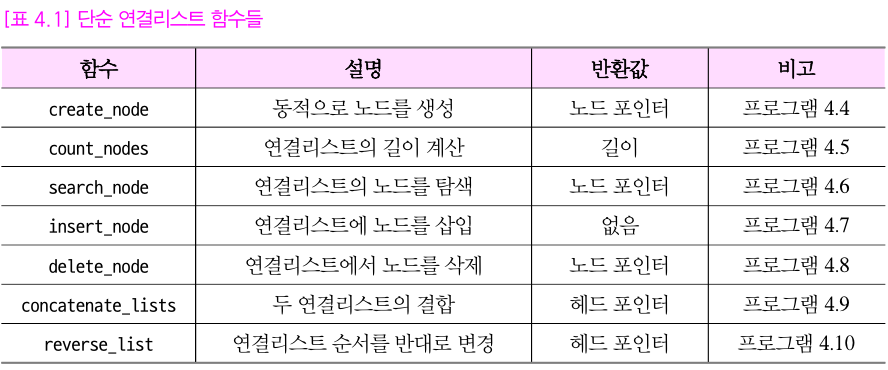 [표 4.1] 단순 연결리스트 함수들
함수 설명 반환값 비고
create_node 동적으로 노드를 생성 노드 포인터 프로그램 4.4
count_nodes 연결리스트의 길이 계산 길이 프로그램 4.5
search_node 연결리스트의 노드를 탐색 노드 포인터 프로그램 4.6
insert_node 연결리스트에 노드를 삽입 없음 프로그램 4.7
delete_node 연결리스트에서 노드를 삭제 노드 포인터 프로그램 4.8
concatenate_lists 두 연결리스트의 결합 헤드 포인터 프로그램 4.9
reverse_list 연결리스트 순서를 반대로 변경 헤드 포인터 프로그램 4.10